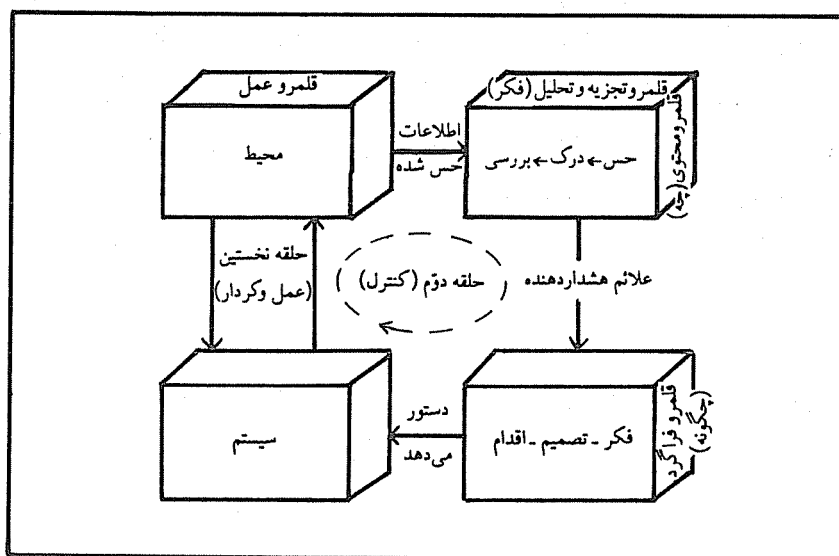 قلمرو تجزیه و تحلیل (فکر)
قلمرو محتوی (چه)
حس ← درک ← بررسی
قلمرو عمل
محیط
اطلاعات
حس شده
علائم هشداردهنده
حلقه دوّم (کنترل)
حلقه نخستین
(عمل وکردار)
قلمرو فراگرد
(چگونه)
فکر - تصمیم - اقدام
دستور
می‌دهد
سیستم